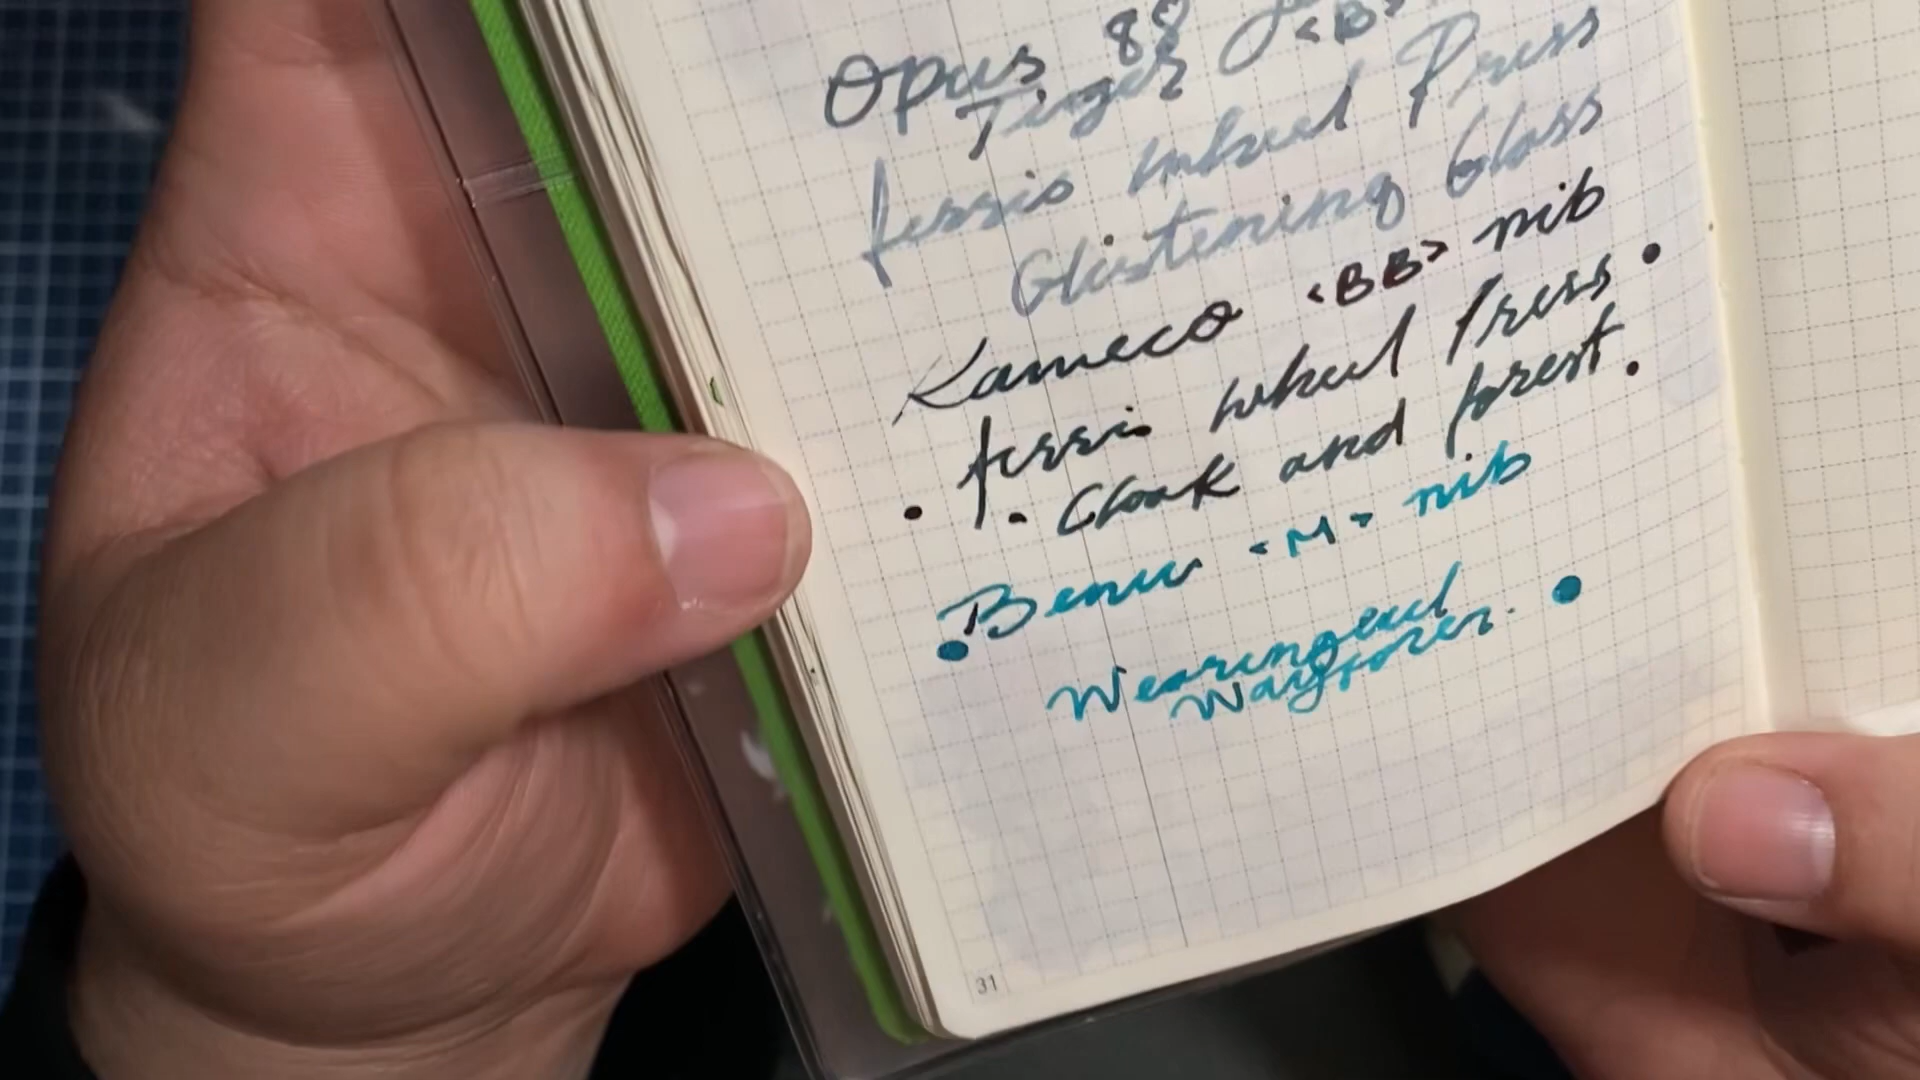 Opus 88 <B>
Tiger
ferris wheel Press
Glistening Glass
Kameco <BB> nib
ferris wheel Press
Cloak and forest.
Benu <M> nib
Wearingeul
Wayfarer.
31